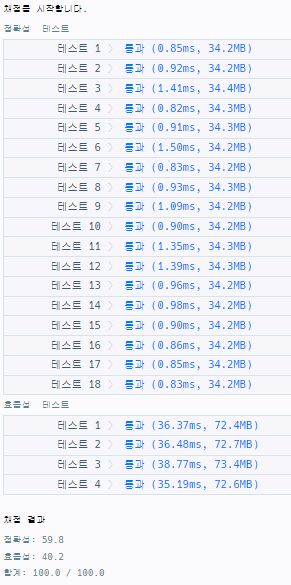 채점을 시작합니다.
정확성 테스트
테스트 1 〉 통과 (0.85ms, 34.2MB)
테스트 2 〉 통과 (0.92ms, 34.2MB)
테스트 3 〉 통과 (1.41ms, 34.4MB)
테스트 4 〉 통과 (0.82ms, 34.3MB)
테스트 5 〉 통과 (0.91ms, 34.3MB)
테스트 6 〉 통과 (1.50ms, 34.2MB)
테스트 7 〉 통과 (0.83ms, 34.2MB)
테스트 8 〉 통과 (0.93ms, 34.3MB)
테스트 9 〉 통과 (1.09ms, 34.2MB)
테스트 10 〉 통과 (0.90ms, 34.2MB)
테스트 11 〉 통과 (1.35ms, 34.3MB)
테스트 12 〉 통과 (1.39ms, 34.3MB)
테스트 13 〉 통과 (0.96ms, 34.2MB)
테스트 14 〉 통과 (0.98ms, 34.2MB)
테스트 15 〉 통과 (0.90ms, 34.2MB)
테스트 16 〉 통과 (0.86ms, 34.2MB)
테스트 17 〉 통과 (0.85ms, 34.2MB)
테스트 18 〉 통과 (0.83ms, 34.2MB)
효율성 테스트
테스트 1 〉 통과 (36.37ms, 72.4MB)
테스트 2 〉 통과 (36.48ms, 72.7MB)
테스트 3 〉 통과 (38.77ms, 73.4MB)
테스트 4 〉 통과 (35.19ms, 72.6MB)
채점 결과
정확성: 59.8
효율성: 40.2
합계: 100.0 / 100.0